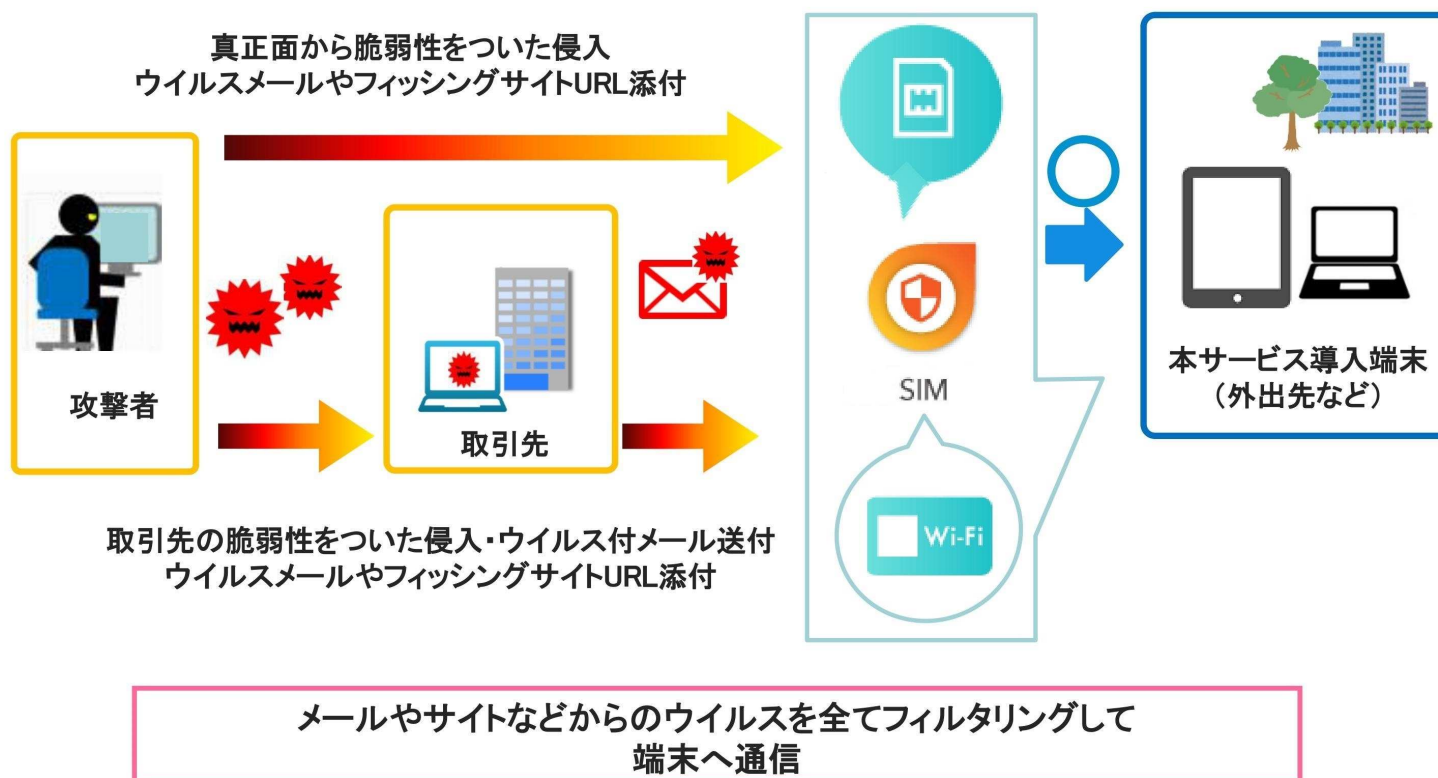 真正面から脆弱性をついた侵入
ウイルスメールやフィッシングサイトURL添付
攻撃者
取引先
取引先の脆弱性をついた侵入・ウイルス付メール送付
ウイルスメールやフィッシングサイトURL添付
SIM
Wi-Fi
本サービス導入端末
（外出先など）
メールやサイトなどからのウイルスを全てフィルタリングして
端末へ通信